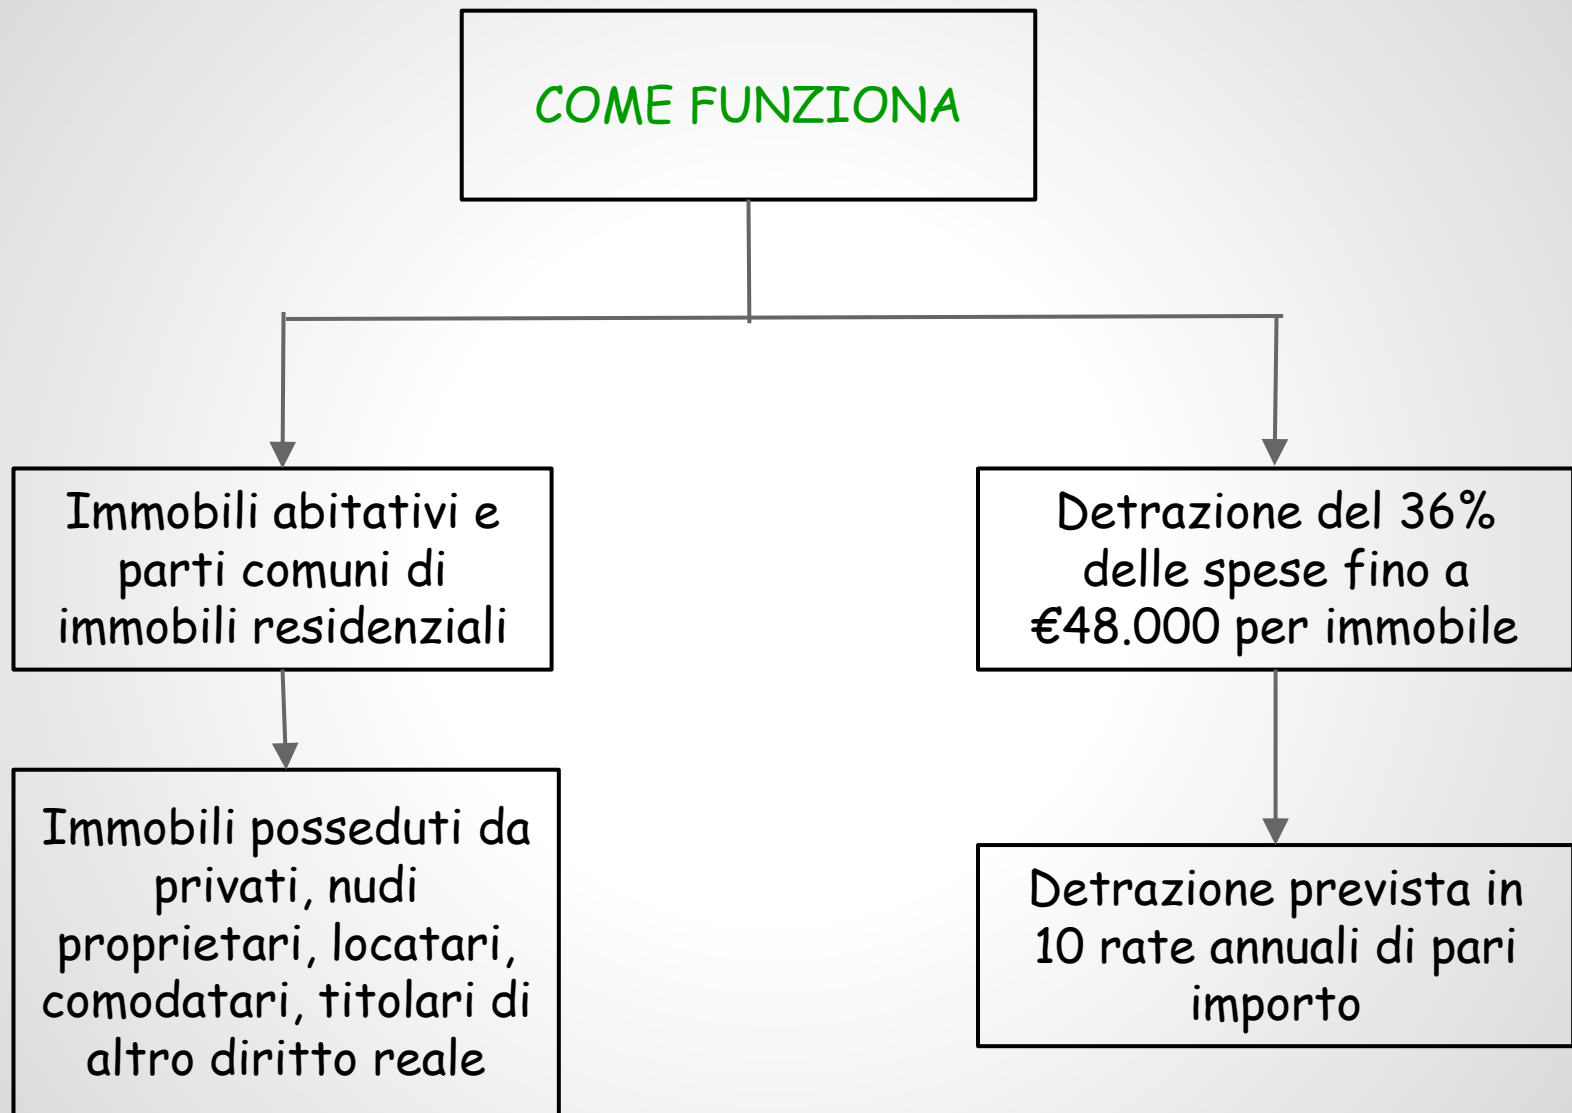 COME FUNZIONA
Immobili abitativi e
parti comuni di
immobili residenziali
Detrazione del 36%
delle spese fino a
€48.000 per immobile
Immobili posseduti da
privati, nudi
proprietari, locatari,
comodatari, titolari di
altro diritto reale
Detrazione prevista in
10 rate annuali di pari
importo